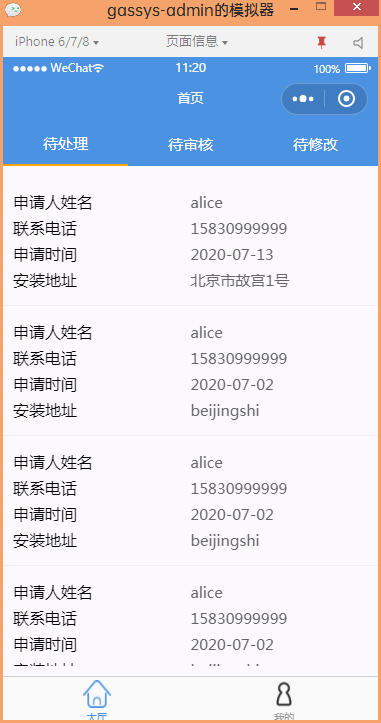 gassys-admin的模拟器
iPhone 6/7/8 页面信息
WeChat 11:20 100%
首页
待处理 待审核 待修改
申请人姓名 alice
联系电话 15830999999
申请时间 2020-07-13
安装地址 北京市故宫1号
申请人姓名 alice
联系电话 15830999999
申请时间 2020-07-02
安装地址 beijingshi
申请人姓名 alice
联系电话 15830999999
申请时间 2020-07-02
安装地址 beijingshi
申请人姓名 alice
联系电话 15830999999
申请时间 2020-07-02
安装地址 beijingshi
大厅 我的